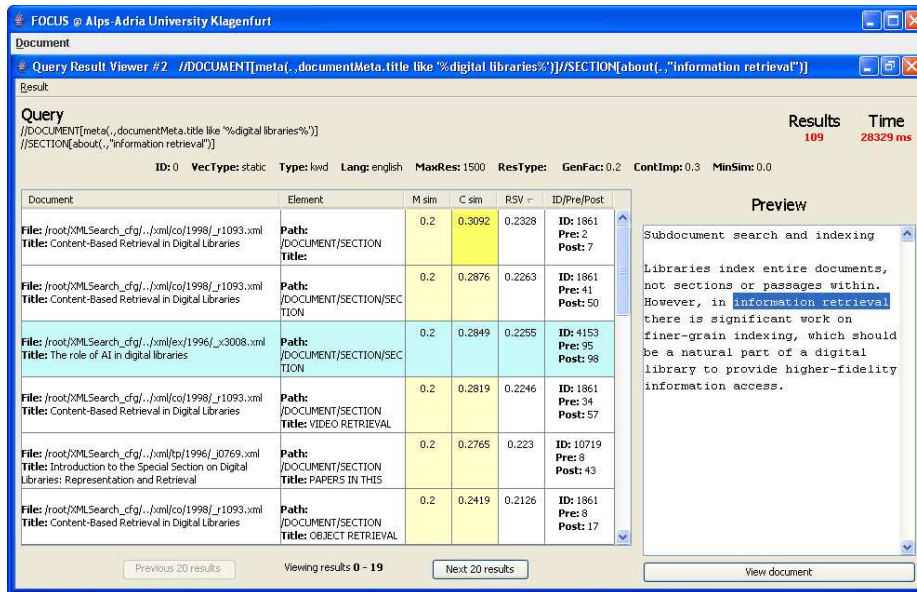 FOCUS @ Alps-Adria University Klagenfurt
Document
Query Result Viewer #2 //DOCUMENT[meta(.,documentMeta.title like '%digital libraries%')]//SECTION[about(.,"information retrieval")]
Result
Query
//DOCUMENT[meta(.,documentMeta.title like '%digital libraries%')]
//SECTION[about(.,"information retrieval")]
Results
109
Time
28329 ms
ID: 0 VecType: static Type: kwd Lang: english MaxRes: 1500 ResType: GenFac: 0.2 ContImp: 0.3 MinSim: 0.0
Document Element M sim C sim RSV ID/Pre/Post
File: /root/XMLSearch_cfg/../xml/co/1998/_r1093.xml
Title: Content-Based Retrieval in Digital Libraries
Path:
/DOCUMENT/SECTION
Title:
0.2 0.3092 0.2328
ID: 1861
Pre: 2
Post: 7
File: /root/XMLSearch_cfg/../xml/co/1998/_r1093.xml
Title: Content-Based Retrieval in Digital Libraries
Path:
/DOCUMENT/SECTION/SEC
TION
0.2 0.2876 0.2263
ID: 1861
Pre: 41
Post: 50
File: /root/XMLSearch_cfg/../xml/ex/1996/_x3008.xml
Title: The role of AI in digital libraries
Path:
/DOCUMENT/SECTION/SEC
TION
0.2 0.2849 0.2255
ID: 4153
Pre: 95
Post: 98
File: /root/XMLSearch_cfg/../xml/co/1998/_r1093.xml
Title: Content-Based Retrieval in Digital Libraries
Path:
/DOCUMENT/SECTION
Title: VIDEO RETRIEVAL
0.2 0.2819 0.2246
ID: 1861
Pre: 34
Post: 57
File: /root/XMLSearch_cfg/../xml/tp/1996/_i0769.xml
Title: Introduction to the Special Section on Digital
Libraries: Representation and Retrieval
Path:
/DOCUMENT/SECTION
Title: PAPERS IN THIS
0.2 0.2765 0.223
ID: 10719
Pre: 8
Post: 43
File: /root/XMLSearch_cfg/../xml/co/1998/_r1093.xml
Title: Content-Based Retrieval in Digital Libraries
Path:
/DOCUMENT/SECTION
Title: OBJECT RETRIEVAL
0.2 0.2419 0.2126
ID: 1861
Pre: 8
Post: 17
Previous 20 results Viewing results 0 - 19 Next 20 results
Preview
Subdocument search and indexing
Libraries index entire documents,
not sections or passages within.
However, in information retrieval
there is significant work on
finer-grain indexing, which should
be a natural part of a digital
library to provide higher-fidelity
information access.
View document